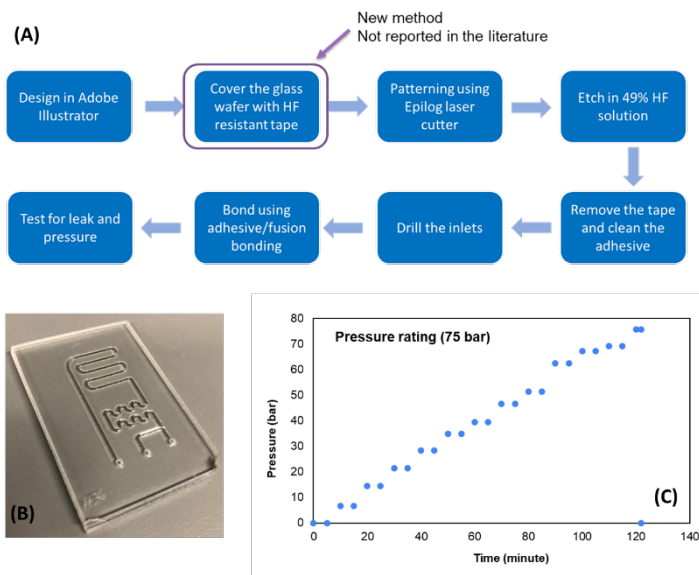 (A)
New method
Not reported in the literature
Design in Adobe
Illustrator
Cover the glass
wafer with HF
resistant tape
Patterning using
Epilog laser
cutter
Etch in 49% HF
solution
Test for leak and
pressure
Bond using
adhesive/fusion
bonding
Drill the inlets
Remove the tape
and clean the
adhesive
(B)
Pressure rating (75 bar)
Pressure (bar)
80
70
60
50
40
30
20
10
0
0
20
40
60
80
100
120
140
Time (minute)
(C)